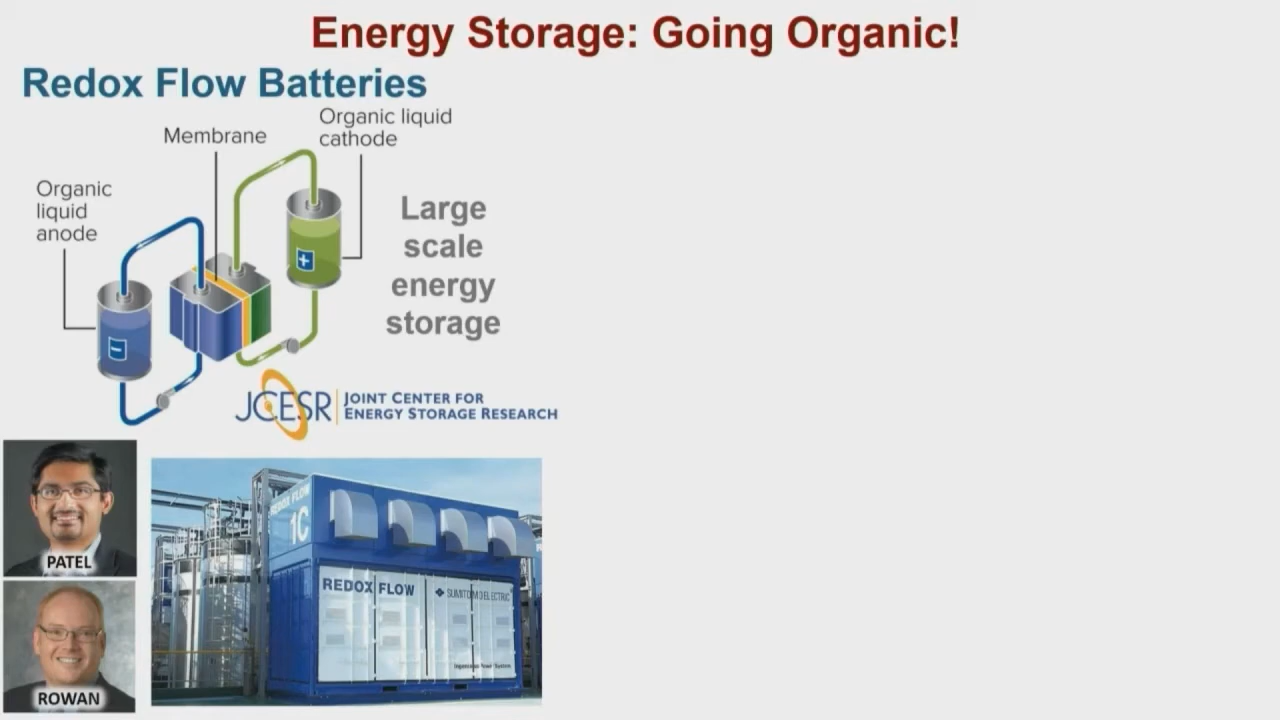 Energy Storage: Going Organic!
Redox Flow Batteries
Organic liquid
cathode
Membrane
Organic
liquid
anode
Large
scale
energy
storage
JCESR
JOINT CENTER FOR
ENERGY STORAGE RESEARCH
PATEL
ROWAN
REDOX FLOW
1C
REDOX FLOW
SUMITOMO ELECTRIC